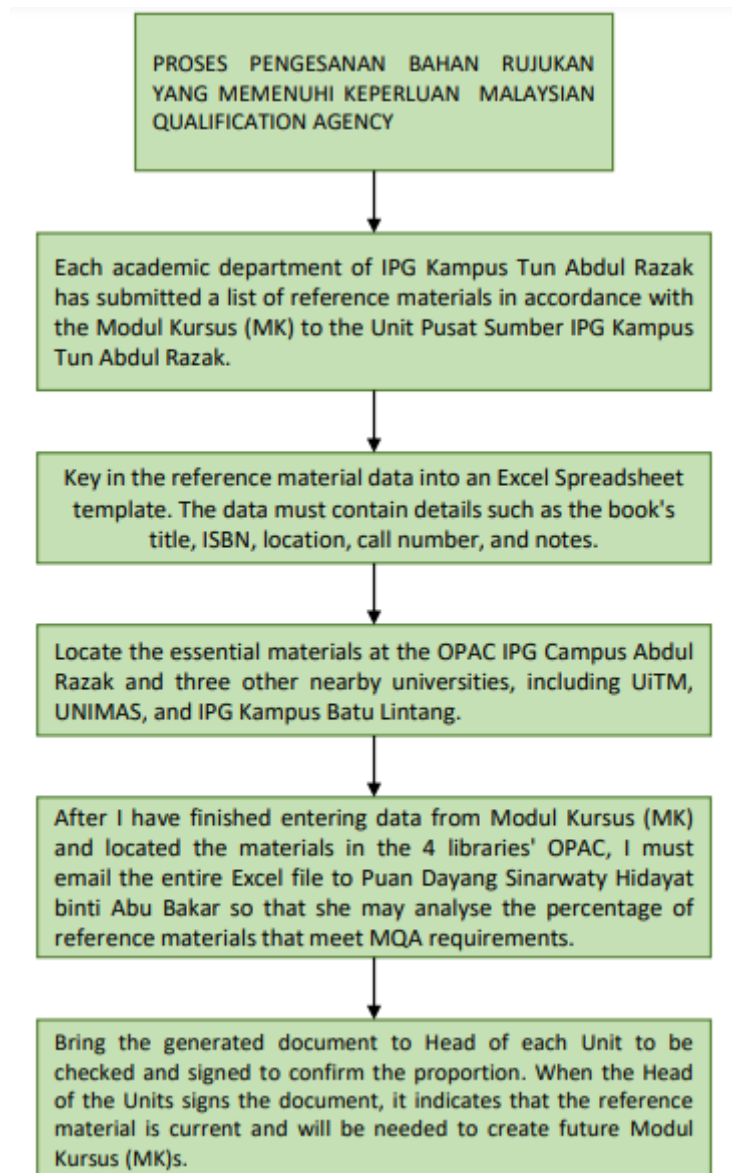 PROSES PENGESANAN BAHAN RUJUKAN
YANG MEMENUHI KEPERLUAN MALAYSIAN
QUALIFICATION AGENCY
Each academic department of IPG Kampus Tun Abdul Razak
has submitted a list of reference materials in accordance with
the Modul Kursus (MK) to the Unit Pusat Sumber IPG Kampus
Tun Abdul Razak.
Key in the reference material data into an Excel Spreadsheet
template. The data must contain details such as the book's
title, ISBN, location, call number, and notes.
Locate the essential materials at the OPAC IPG Campus Abdul
Razak and three other nearby universities, including UiTM,
UNIMAS, and IPG Kampus Batu Lintang.
After I have finished entering data from Modul Kursus (MK)
and located the materials in the 4 libraries' OPAC, I must
email the entire Excel file to Puan Dayang Sinarwaty Hidayat
binti Abu Bakar so that she may analyse the percentage of
reference materials that meet MQA requirements.
Bring the generated document to Head of each Unit to be
checked and signed to confirm the proportion. When the Head
of the Units signs the document, it indicates that the reference
material is current and will be needed to create future Modul
Kursus (MK)s.